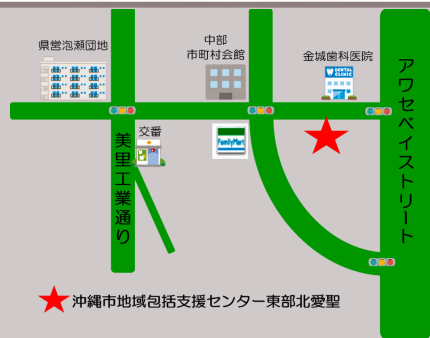 県営泡瀬団地
中部
市町村会館
金城歯科医院
DENTAL
CLINIC
交番
FamilyMart
美里工業通り
アワセベイストリート
沖縄市地域包括支援センター東部北愛聖